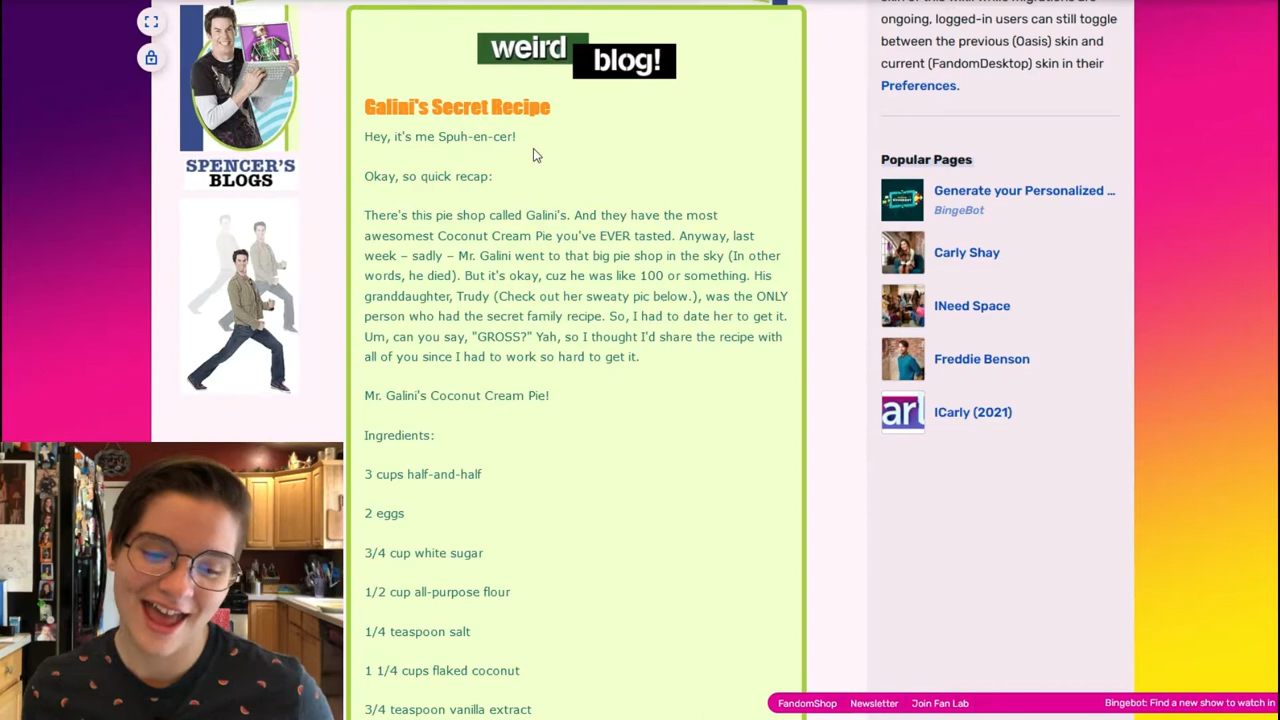 weird
blog!
Galini's Secret Recipe
Hey, it's me Spuh-en-cer!
Okay, so quick recap:
There's this pie shop called Galini's. And they have the most
awesomest Coconut Cream Pie you've EVER tasted. Anyway, last
week – sadly – Mr. Galini went to that big pie shop in the sky (In other
words, he died). But it's okay, cuz he was like 100 or something. His
granddaughter, Trudy (Check out her sweaty pic below.), was the ONLY
person who had the secret family recipe. So, I had to date her to get it.
Um, can you say, "GROSS?" Yah, so I thought I'd share the recipe with
all of you since I had to work so hard to get it.
Mr. Galini's Coconut Cream Pie!
Ingredients:
3 cups half-and-half
2 eggs
3/4 cup white sugar
1/2 cup all-purpose flour
1/4 teaspoon salt
1 1/4 cups flaked coconut
3/4 teaspoon vanilla extract
SPENCER'S
BLOGS
skin of this wiki. While migrations are
ongoing, logged-in users can still toggle
between the previous (Oasis) skin and
current (FandomDesktop) skin in their
Preferences.
Popular Pages
Generate your Personalized ...
BingeBot
Carly Shay
INeed Space
Freddie Benson
arl
ICarly (2021)
FandomShop Newsletter Join Fan Lab Bingebot: Find a new show to watch in